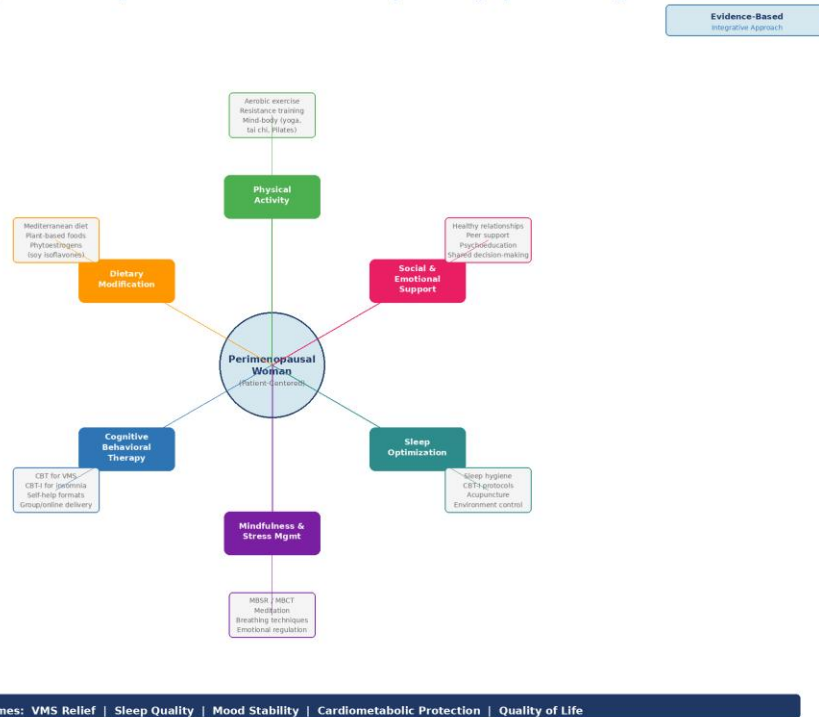 Evidence-Based
Integrative Approach
Aerobic exercise
Resistance training
Mind-body (yoga,
tai chi, Pilates)
Physical
Activity
Mediterranean diet
Plant-based foods
Phytoestrogens
(soy isoflavones)
Dietary
Modification
Healthy relationships
Peer support
Psychoeducation
Shared decision-making
Social &
Emotional
Support
Perimenopausal
Woman
(Patient-Centered)
Cognitive
Behavioral
Therapy
CBT for VMS
CBT-I for insomnia
Self-help formats
Group/online delivery
Sleep
Optimization
Sleep hygiene
CBT-I protocols
Acupuncture
Environment control
Mindfulness &
Stress Mgmt
MBSR / MBCT
Meditation
Breathing techniques
Emotional regulation
mes: VMS Relief | Sleep Quality | Mood Stability | Cardiometabolic Protection | Quality of Life